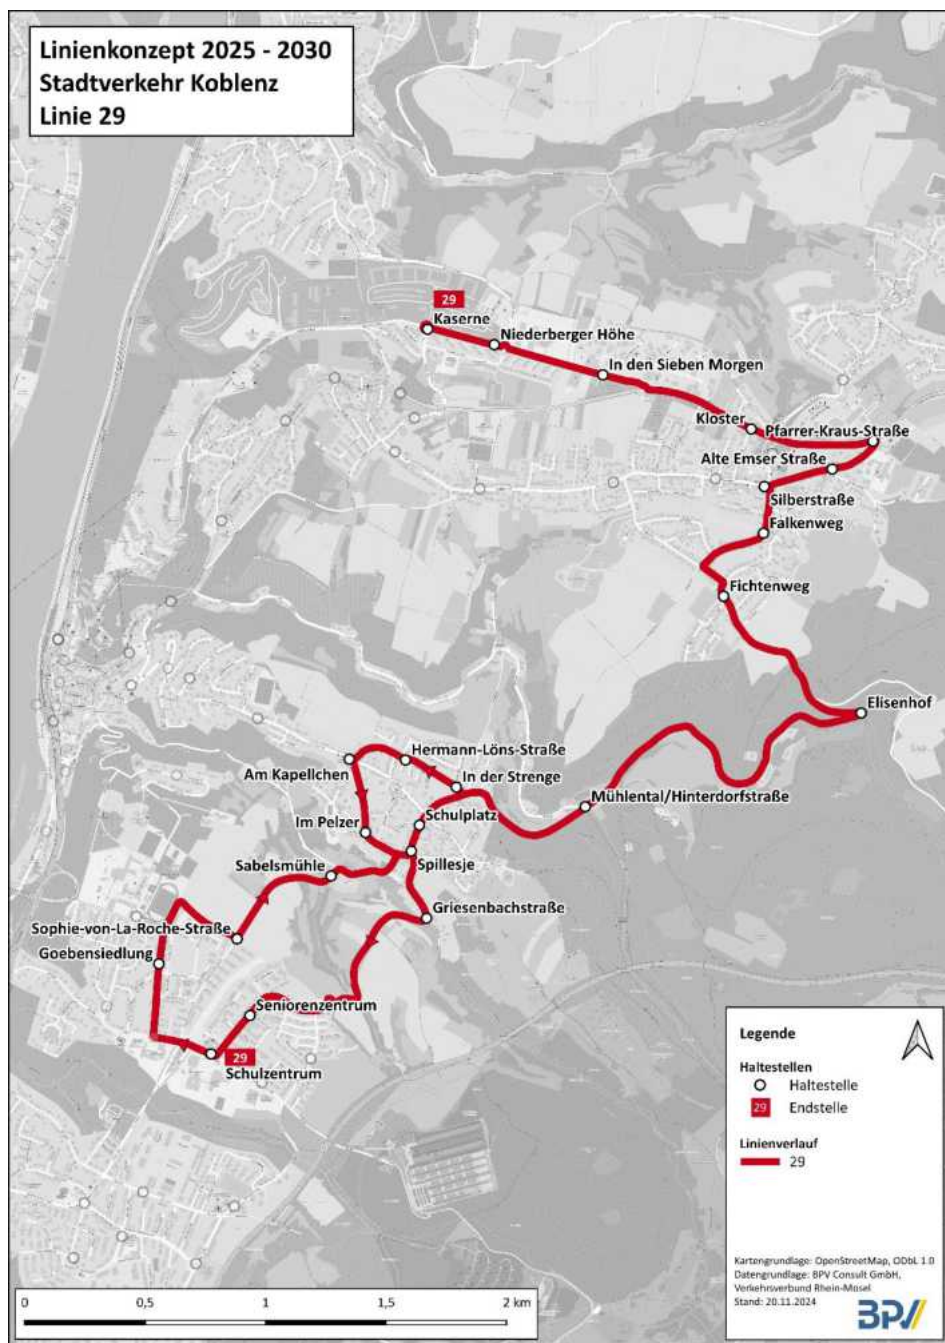 Linienkonzept 2025 - 2030
Stadtverkehr Koblenz
Linie 29
29
Kaserne
Niederberger Höhe
In den Sieben Morgen
Kloster
Pfarrer-Kraus-Straße
Alte Emser Straße
Silberstraße
Falkenweg
Fichtenweg
Elisenhof
Hermann-Löns-Straße
Am Kapellchen
In der Strenge
Mühlental/Hinterdorfstraße
Schulplatz
Im Pelzer
Spillesje
Sabelsmühle
Griesenbachstraße
Sophie-von-La-Roche-Straße
Goebensiedlung
Seniorenzentrum
29
Schulzentrum
Legende
Haltestellen
Haltestelle
29 Endstelle
Linienverlauf
29
Kartengrundlage: OpenStreetMap, ODbL 1.0
Datengrundlage: BPV Consult GmbH,
Verkehrsverbund Rhein-Mosel
Stand: 20.11.2024
BPV
0 0,5 1 2 km